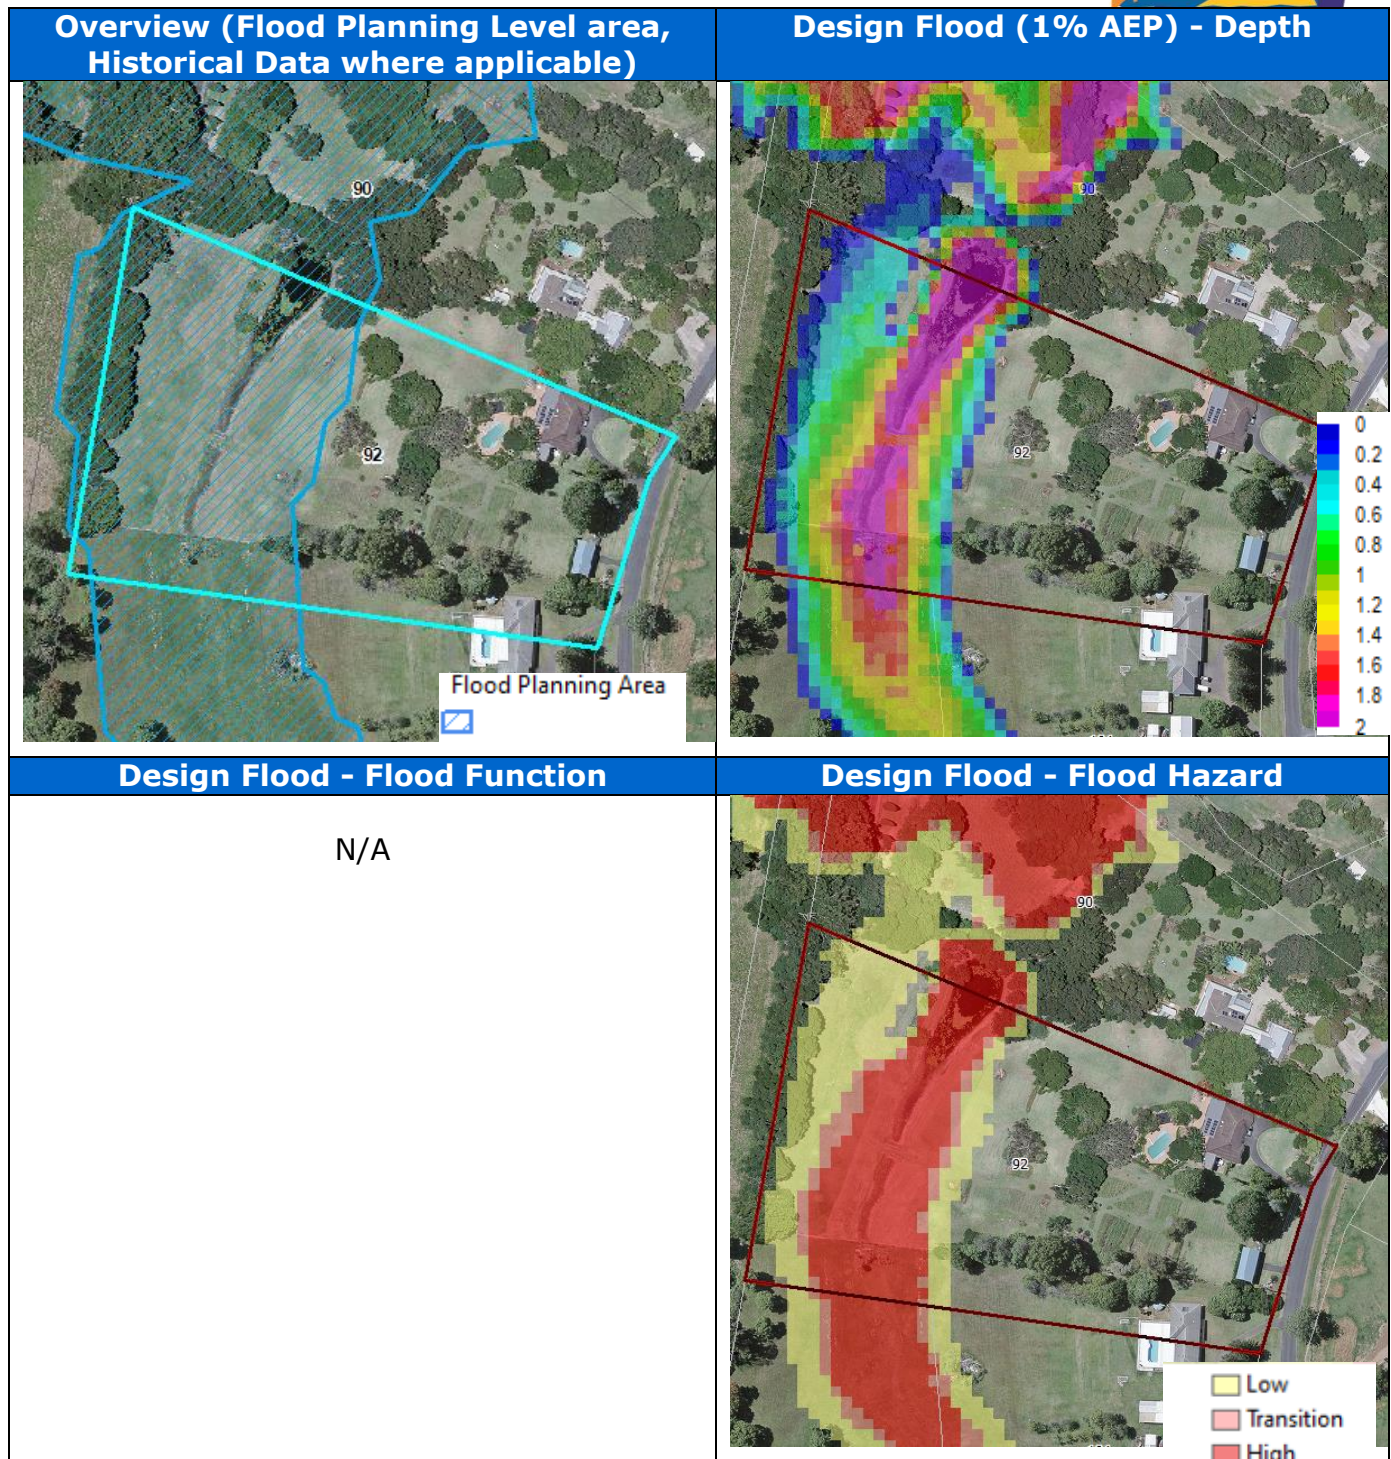 Overview (Flood Planning Level area,
Historical Data where applicable)
Design Flood (1% AEP) - Depth
90
92
Flood Planning Area
90
92
0
0.2
0.4
0.6
0.8
1
1.2
1.4
1.6
1.8
2
Design Flood - Flood Function
Design Flood - Flood Hazard
N/A
90
92
Low
Transition
High